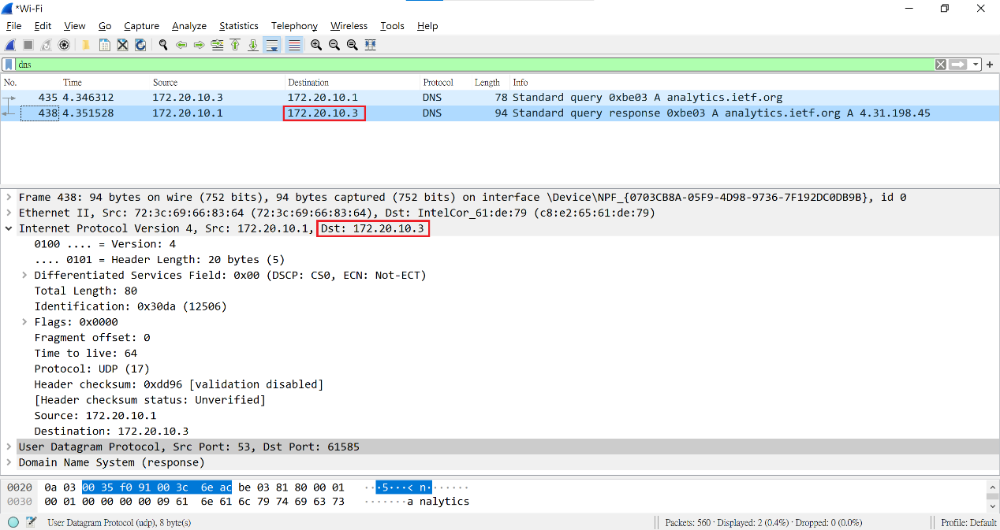 *Wi-Fi
File Edit View Go Capture Analyze Statistics Telephony Wireless Tools Help
dns
No. Time Source Destination Protocol Length Info
435 4.346312 172.20.10.3 172.20.10.1 DNS 78 Standard query 0xbe03 A analytics.ietf.org
438 4.351528 172.20.10.1 172.20.10.3 DNS 94 Standard query response 0xbe03 A analytics.ietf.org A 4.31.198.45
Frame 438: 94 bytes on wire (752 bits), 94 bytes captured (752 bits) on interface \Device\NPF_{0703CB8A-05F9-4D98-9736-7F192DC0DB9B}, id 0
Ethernet II, Src: 72:3c:69:66:83:64 (72:3c:69:66:83:64), Dst: IntelCor_61:de:79 (c8:e2:65:61:de:79)
Internet Protocol Version 4, Src: 172.20.10.1, Dst: 172.20.10.3
0100 .... = Version: 4
.... 0101 = Header Length: 20 bytes (5)
Differentiated Services Field: 0x00 (DSCP: CS0, ECN: Not-ECT)
Total Length: 80
Identification: 0x30da (12506)
Flags: 0x0000
Fragment offset: 0
Time to live: 64
Protocol: UDP (17)
Header checksum: 0xdd96 [validation disabled]
[Header checksum status: Unverified]
Source: 172.20.10.1
Destination: 172.20.10.3
User Datagram Protocol, Src Port: 53, Dst Port: 61585
Domain Name System (response)
0020 0a 03 00 35 f0 91 00 3c 6e ac be 03 81 80 00 01 ···5···< n·······
0030 00 01 00 00 00 00 09 61 6e 61 6c 79 74 69 63 73 ·······a nalytics
User Datagram Protocol (udp), 8 byte(s) Packets: 560 · Displayed: 2 (0.4%) · Dropped: 0 (0.0%) Profile: Default